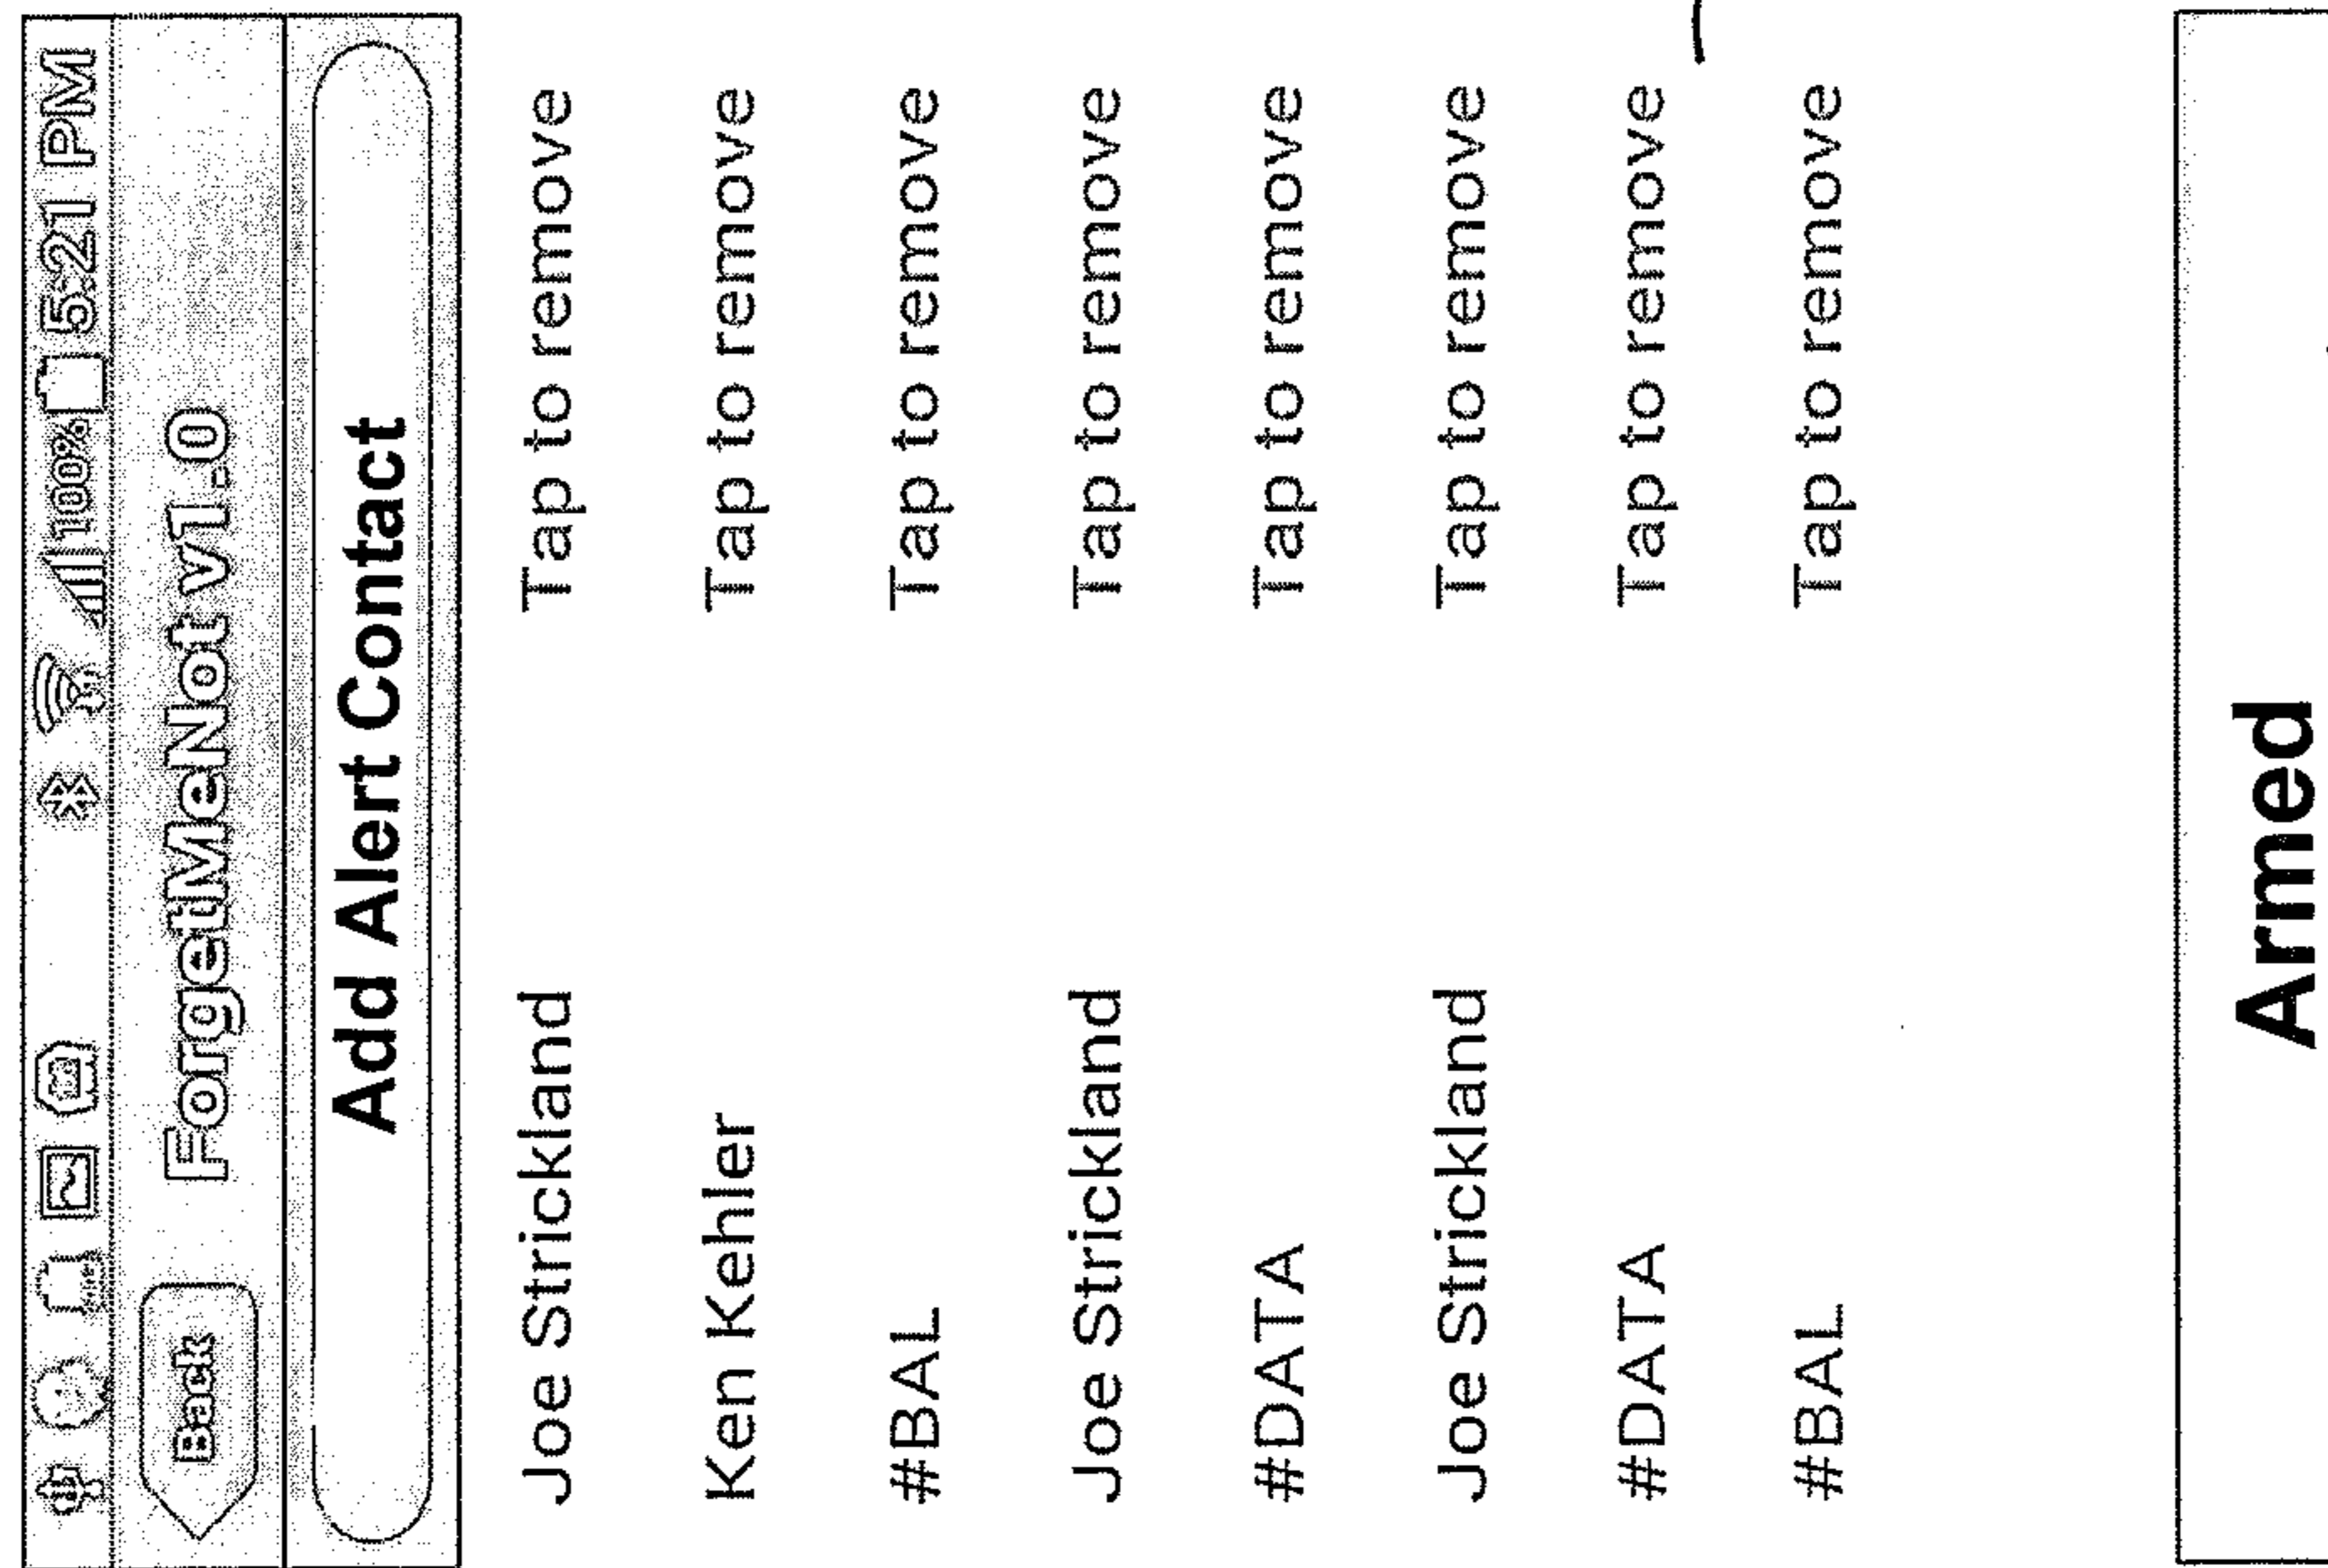 100% 5:21 PM
Back ForgetMeNot v1.0
Add Alert Contact
Joe Strickland Tap to remove
Ken Kehler Tap to remove
#BAL Tap to remove
Joe Strickland Tap to remove
#DATA Tap to remove
Joe Strickland Tap to remove
#DATA Tap to remove
#BAL Tap to remove
Armed